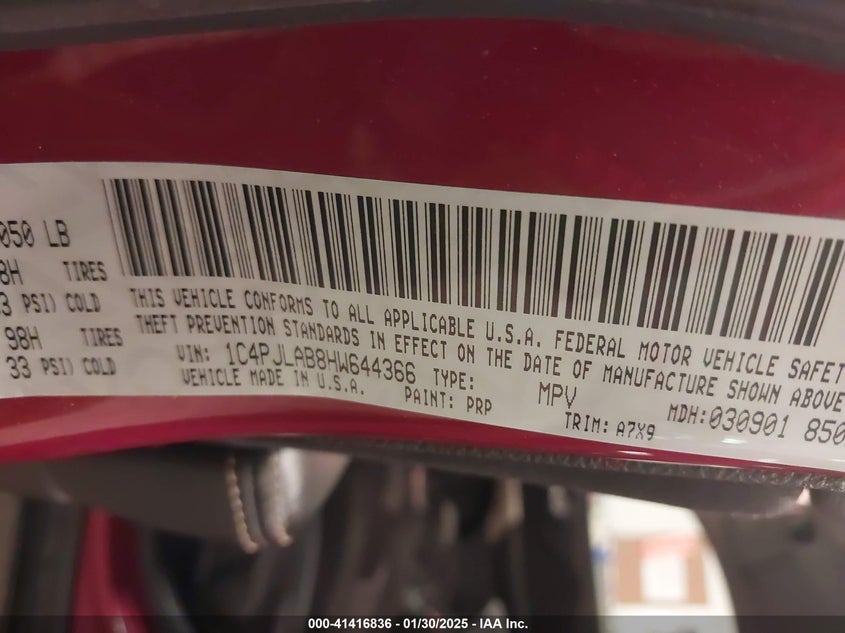 050 LB
8H TIRES
3 PSI) COLD
98H TIRES
33 PSI) COLD
THIS VEHICLE CONFORMS TO ALL APPLICABLE U.S.A. FEDERAL MOTOR VEHICLE SAFET
THEFT PREVENTION STANDARDS IN EFFECT ON THE DATE OF MANUFACTURE SHOWN ABOVE
VIN: 1C4PJLAB8HW644366 TYPE: MPV MDH:030901 850
VEHICLE MADE IN U.S.A. PAINT: PRP TRIM: A7X9
000-41416836 - 01/30/2025 - IAA Inc.